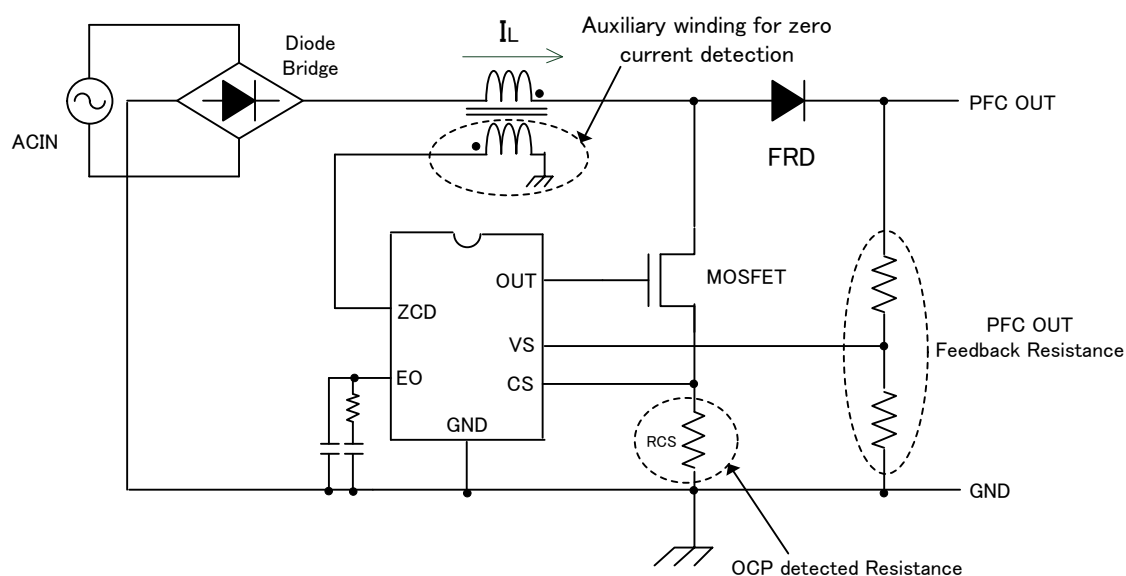 Auxiliary winding for zero
current detection
IL
Diode
Bridge
PFC OUT
ACIN
FRD
OUT
MOSFET
ZCD
PFC OUT
Feedback Resistance
VS
EO
CS
GND
RCS
GND
OCP detected Resistance